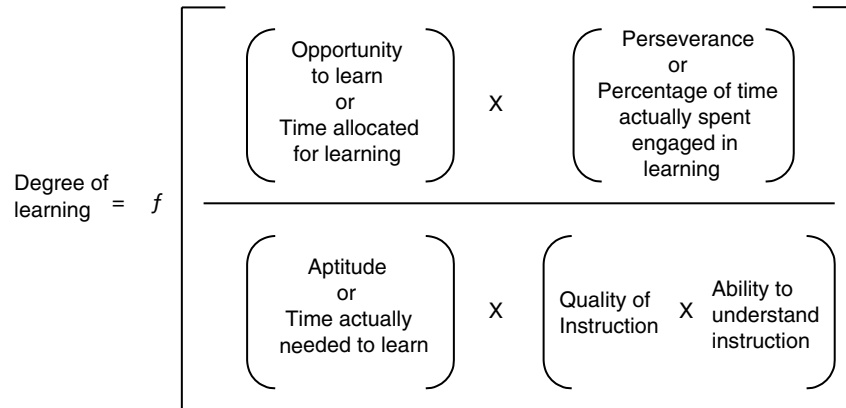 Degree of
learning = f
Opportunity
to learn
or
Time allocated
for learning
X
Perseverance
or
Percentage of time
actually spent
engaged in
learning
Aptitude
or
Time actually
needed to learn
X
Quality of
Instruction
X
Ability to
understand
instruction